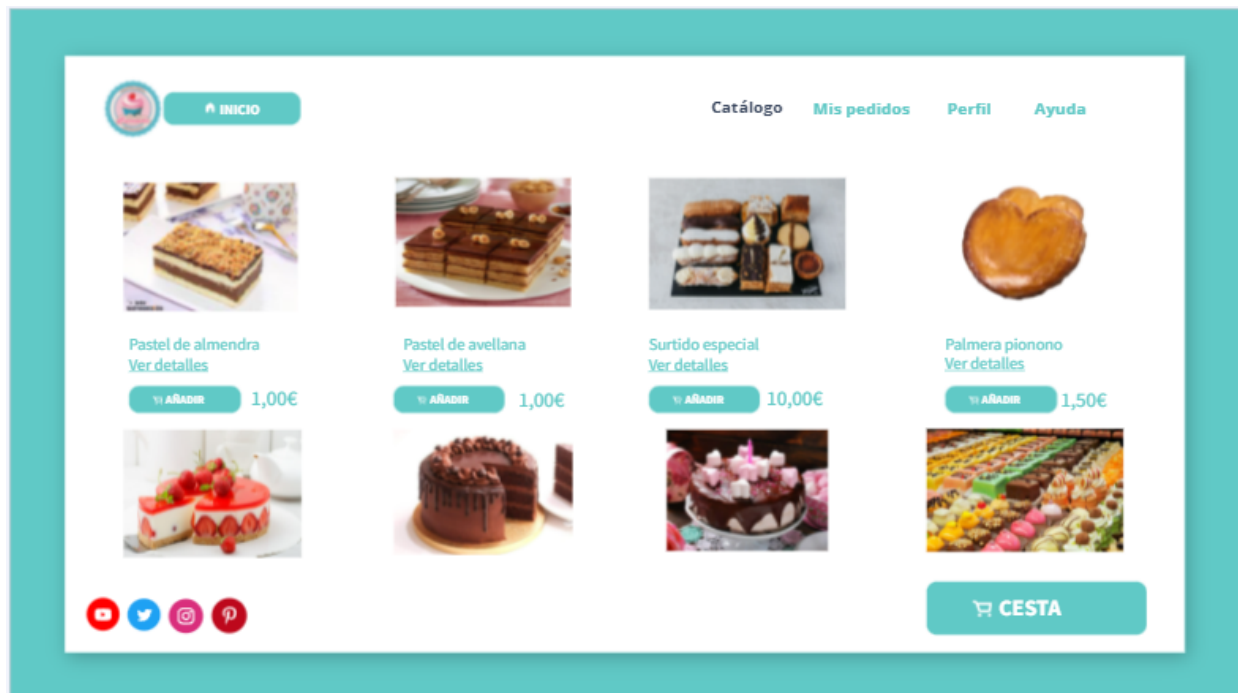 INICIO
Catálogo
Mis pedidos
Perfil
Ayuda
Pastel de almendra
Ver detalles
AÑADIR
1,00€
Pastel de avellana
Ver detalles
AÑADIR
1,00€
Surtido especial
Ver detalles
AÑADIR
10,00€
Palmera pionono
Ver detalles
AÑADIR
1,50€
CESTA